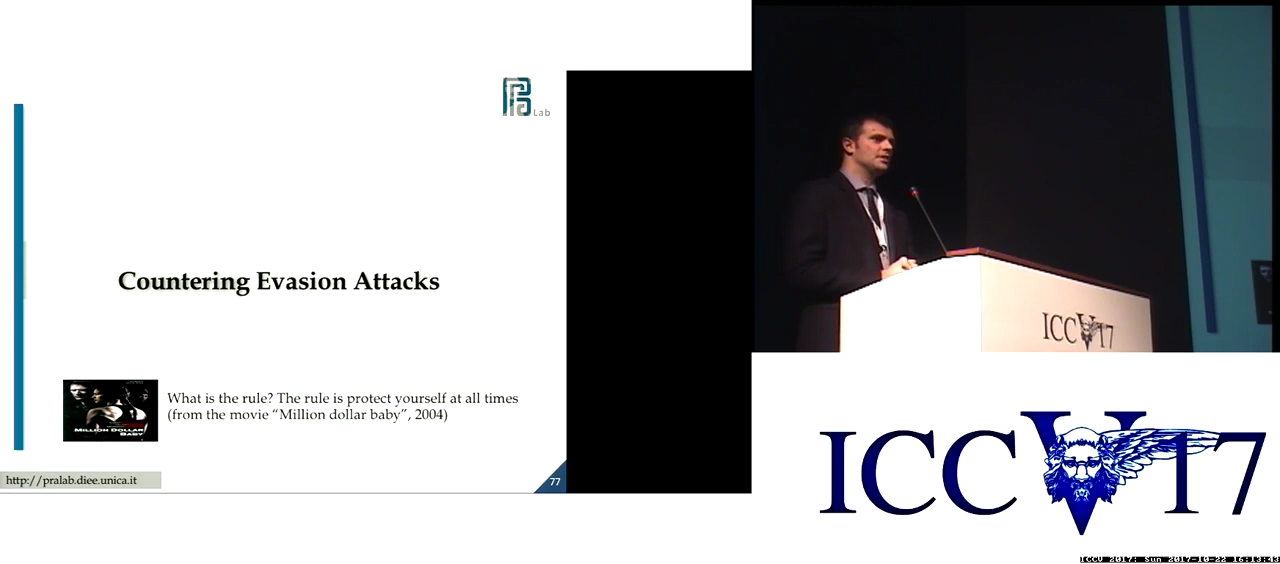 Lab
Countering Evasion Attacks
MILLION DOLLAR
BABY
What is the rule? The rule is protect yourself at all times
(from the movie “Million dollar baby”, 2004)
http://pralab.diee.unica.it
77
ICCV17
ICCV17
ICCV 2017: Sun 2017-10-22 16:13:43